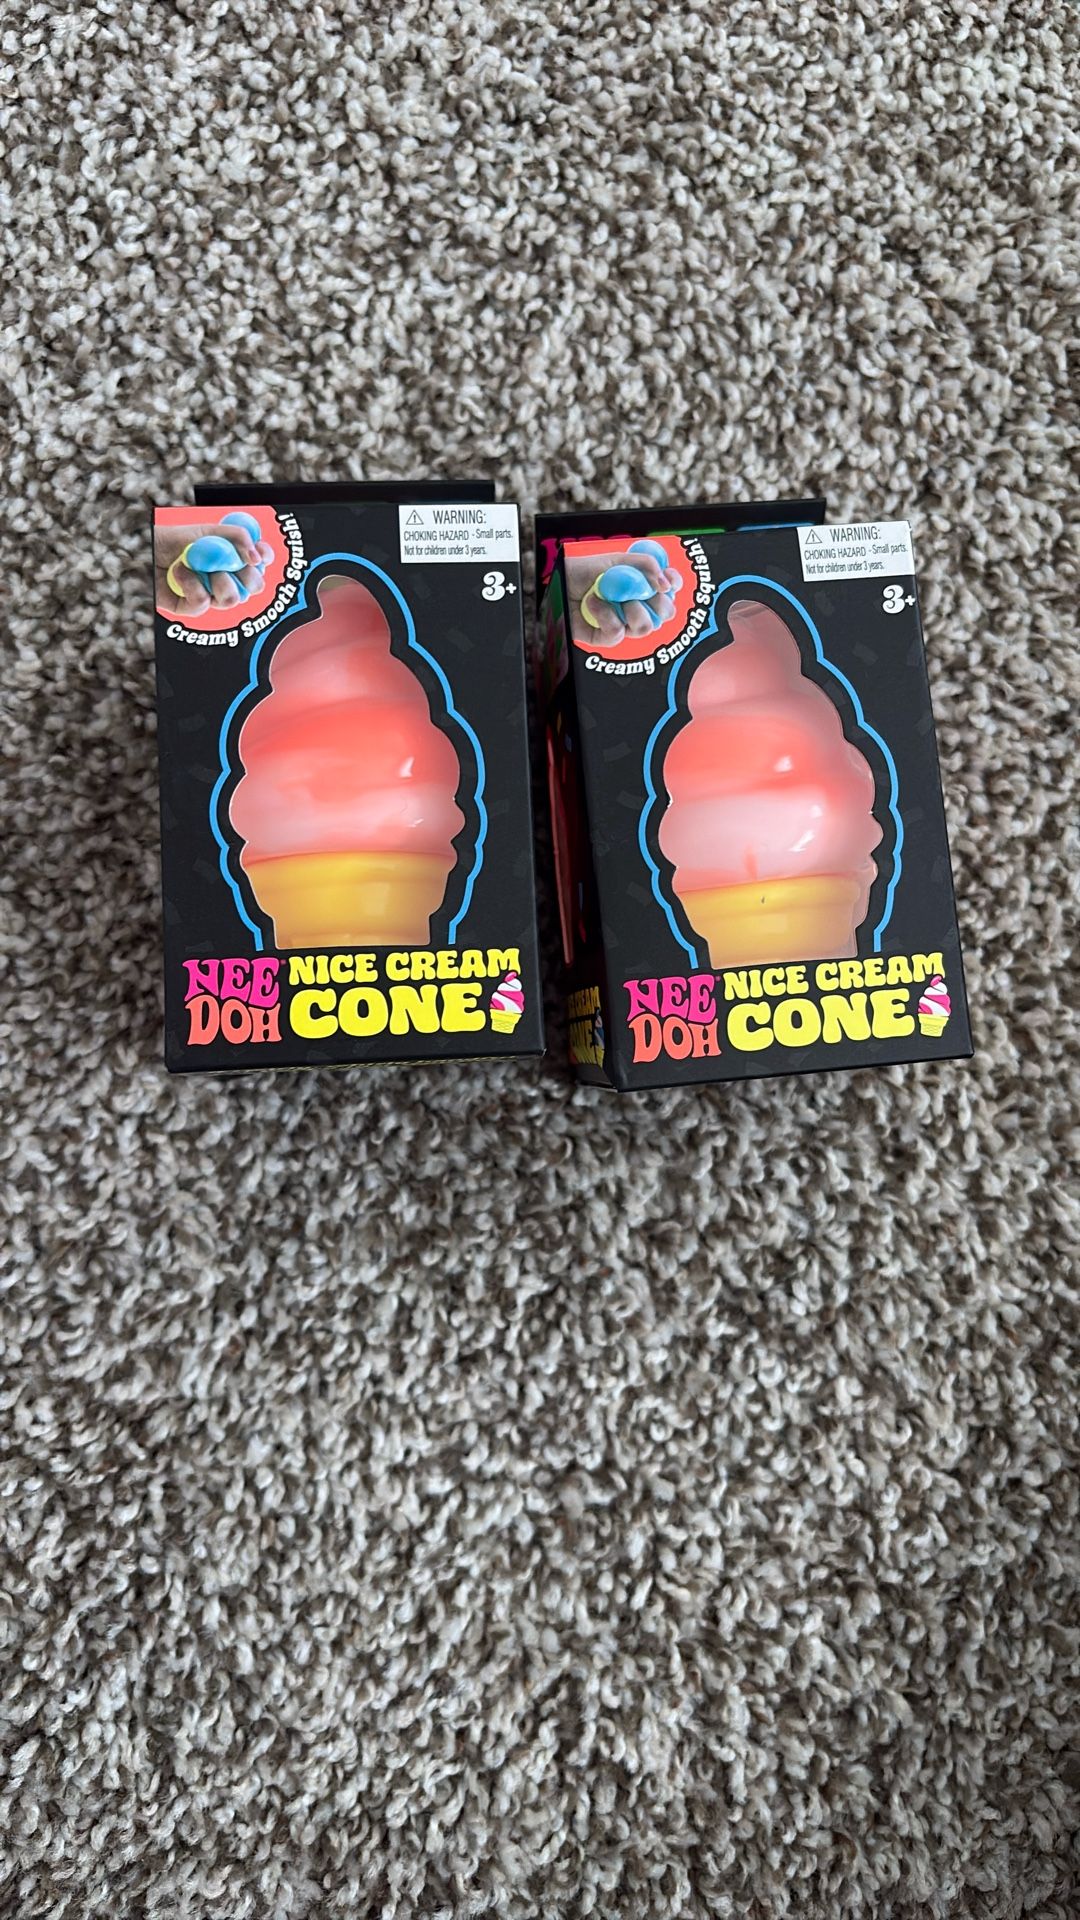 Creamy Smooth Squish!
WARNING:
CHOKING HAZARD - Small parts.
Not for children under 3 years.
3+
NEE DOH
NICE CREAM
CONE
Creamy Smooth Squish!
WARNING:
CHOKING HAZARD - Small parts.
Not for children under 3 years.
3+
NEE DOH
NICE CREAM
CONE